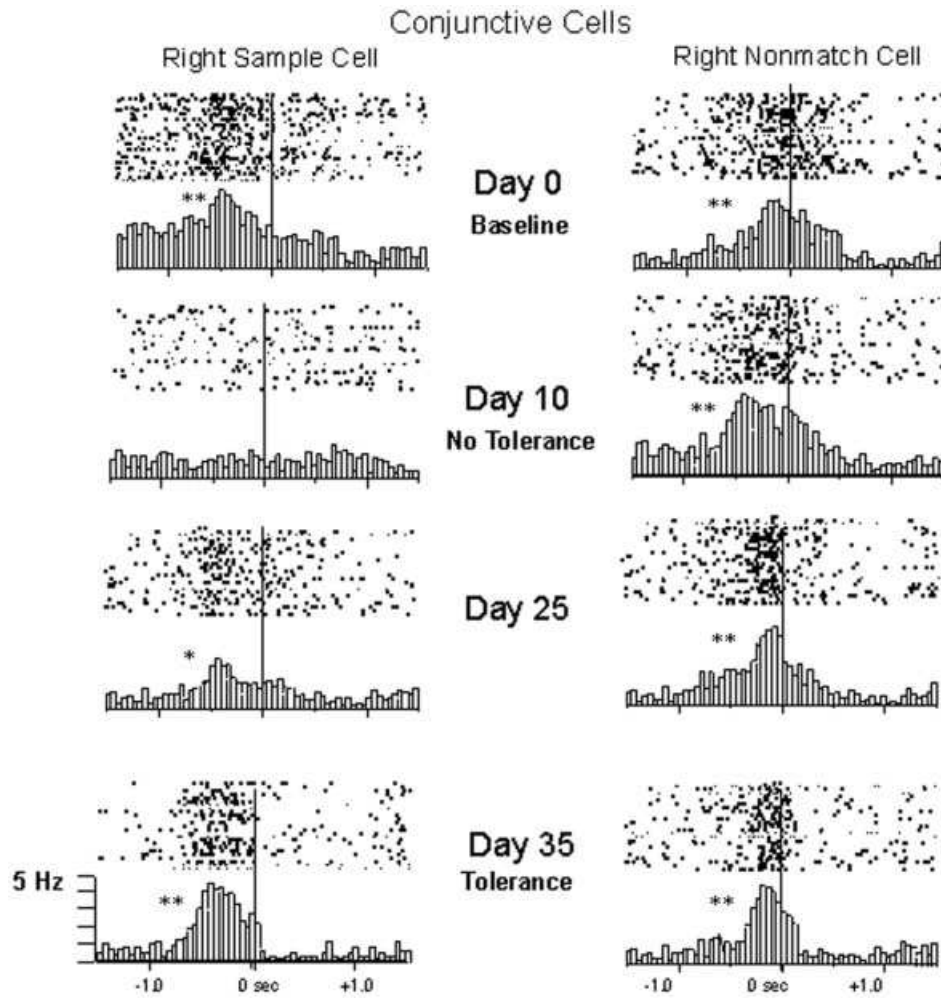 Conjunctive Cells
Right Sample Cell
Right Nonmatch Cell
**
Day 0
Baseline
**
Day 10
No Tolerance
**
Day 25
*
**
Day 35
Tolerance
5 Hz
**
**
-1.0 0 sec +1.0
-1.0 0 sec +1.0